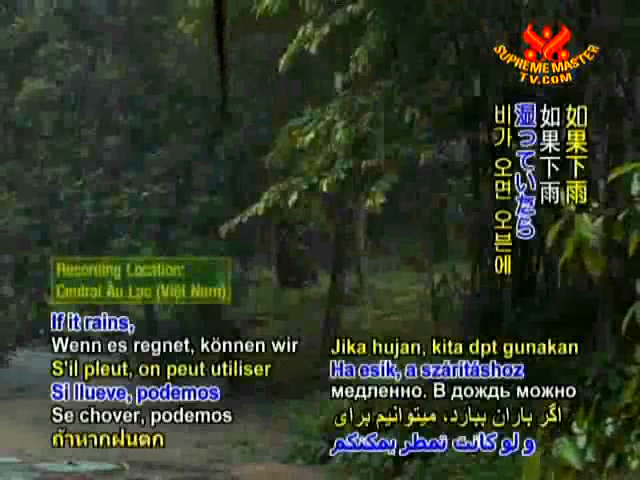 SUPREME MASTER
TV.COM
如果下雨
如果下雨
湿っていたら
비가 오면 오븐에
Recording Location:
Central Âu Lạc (Việt Nam)
If it rains,
Wenn es regnet, können wir
S'il pleut, on peut utiliser
Si llueve, podemos
Se chover, podemos
ถ้าหากฝนตก
Jika hujan, kita dpt gunakan
Ha esik, a szárításhoz
медленно. В дождь можно
اگر باران ببارد، میتوانیم برای
و لو كانت تمطر يمكنكم